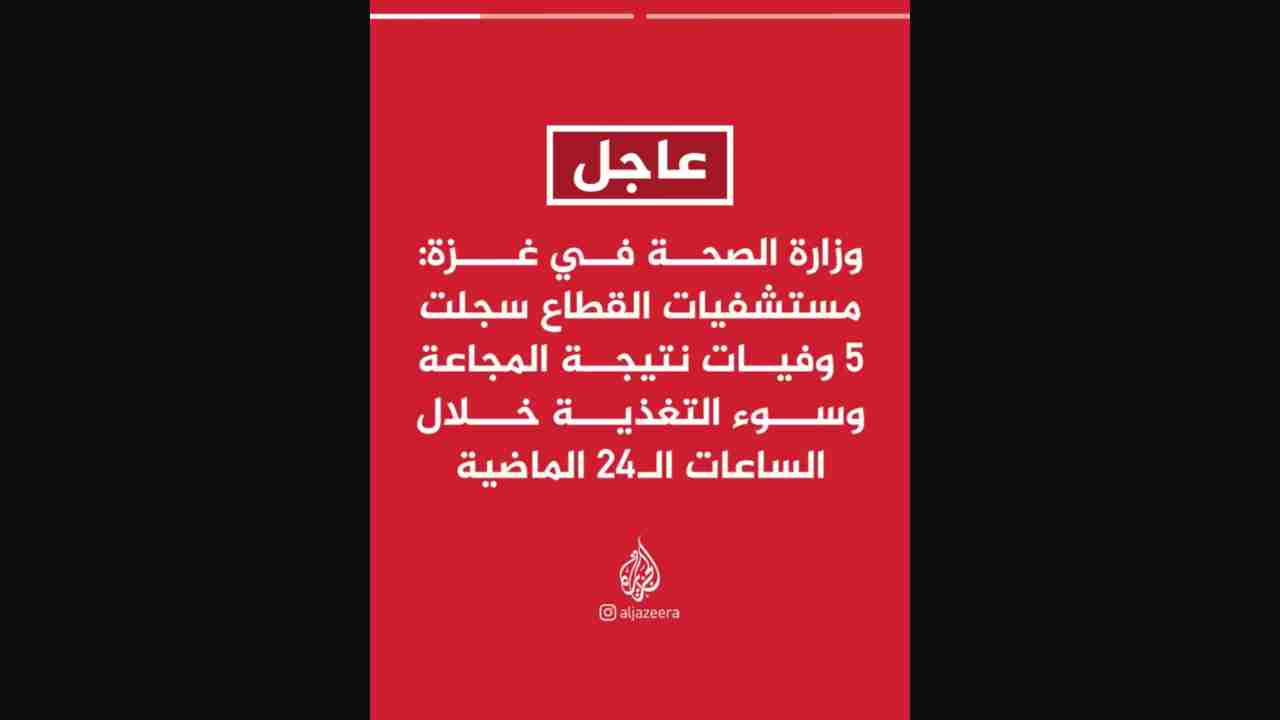 عاجل
وزارة الصحة في غزة:
مستشفيات القطاع سجلت
5 وفيات نتيجة المجاعة
وسوء التغذية خلال
الساعات الـ24 الماضية
الجزيرة
aljazeera